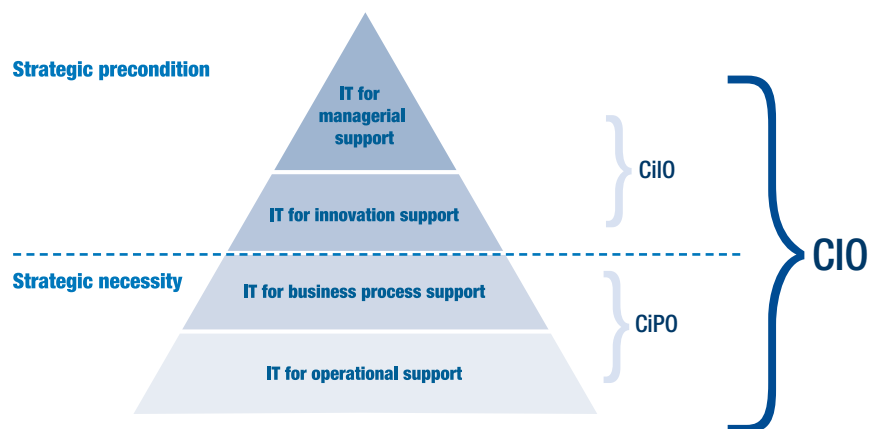 Strategic precondition
IT for
managerial
support
CiIO
IT for innovation support
CIO
Strategic necessity
IT for business process support
CiPO
IT for operational support